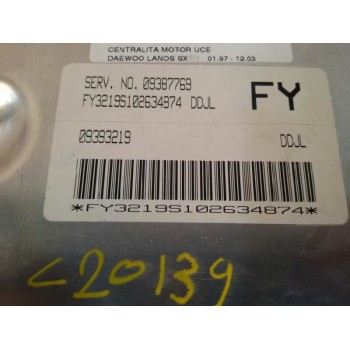 CENTRALITA MOTOR UCE
DAEWOO LANOS SX 01.97 - 12.03
SERV. NO. 09387769
FY3219S102634874 DDJL
FY
09393219
DDJL
*FY3219S102634874*
<20139